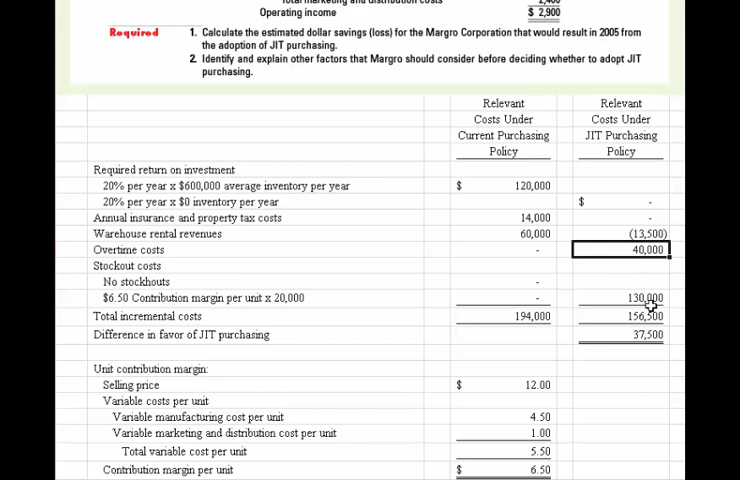 Total marketing and distribution costs 2,400
Operating income $ 2,900
Required 1. Calculate the estimated dollar savings (loss) for the Margro Corporation that would result in 2005 from
the adoption of JIT purchasing.
2. Identify and explain other factors that Margro should consider before deciding whether to adopt JIT
purchasing.
Relevant Relevant
Costs Under Costs Under
Current Purchasing JIT Purchasing
Policy Policy
Required return on investment
20% per year x $600,000 average inventory per year $ 120,000
20% per year x $0 inventory per year $ -
Annual insurance and property tax costs 14,000 -
Warehouse rental revenues 60,000 (13,500)
Overtime costs - 40,000
Stockout costs
No stockhouts -
$6.50 Contribution margin per unit x 20,000 - 130,000
Total incremental costs 194,000 156,500
Difference in favor of JIT purchasing 37,500
Unit contribution margin:
Selling price $ 12.00
Variable costs per unit
Variable manufacturing cost per unit 4.50
Variable marketing and distribution cost per unit 1.00
Total variable cost per unit 5.50
Contribution margin per unit $ 6.50